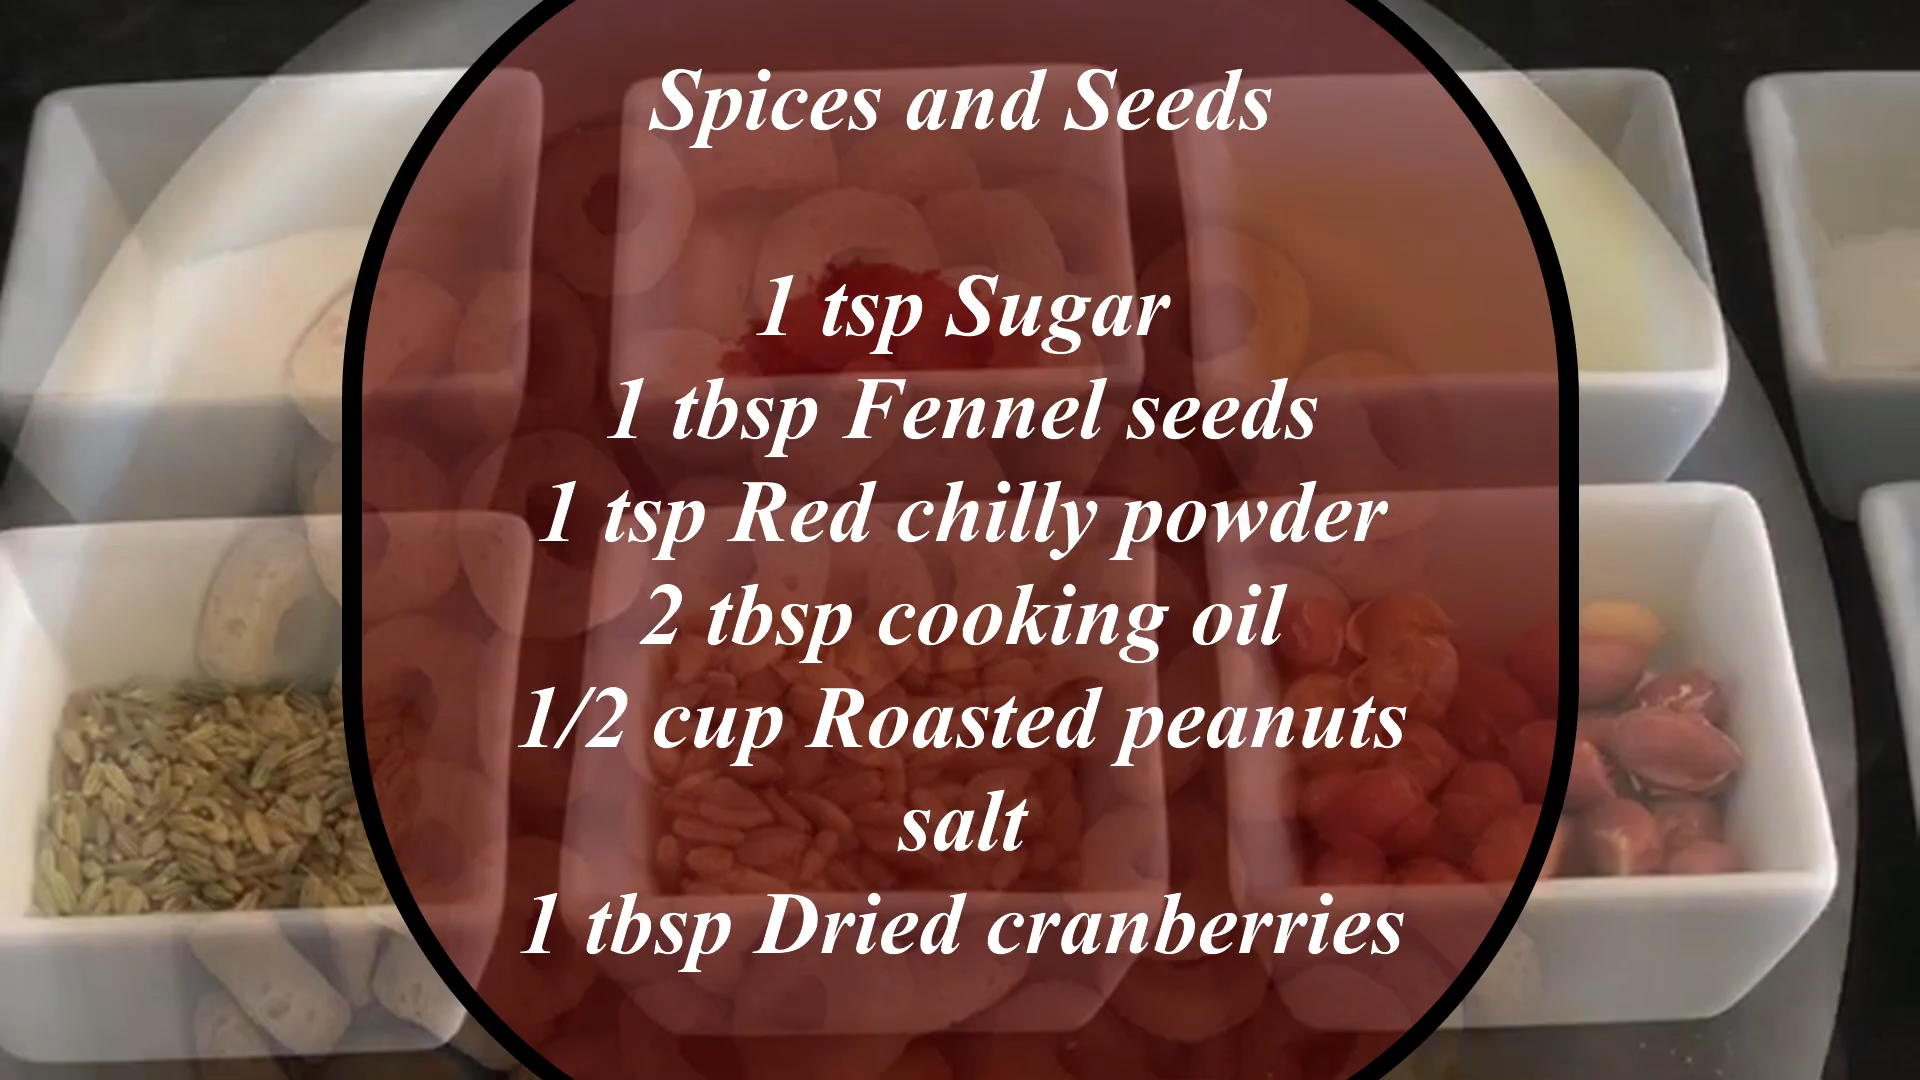 Spices and Seeds
1 tsp Sugar
1 tbsp Fennel seeds
1 tsp Red chilly powder
2 tbsp cooking oil
1/2 cup Roasted peanuts
salt
1 tbsp Dried cranberries